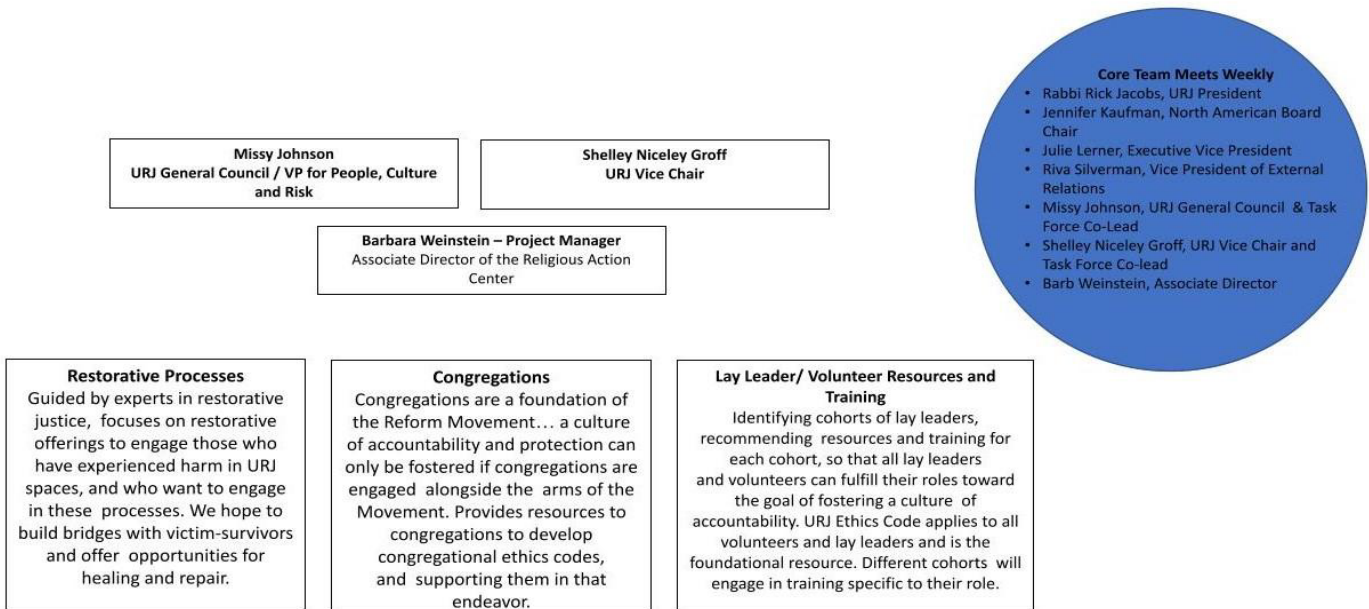 Missy Johnson
URJ General Council / VP for People, Culture
and Risk
Shelley Niceley Groff
URJ Vice Chair
Barbara Weinstein – Project Manager
Associate Director of the Religious Action
Center
Core Team Meets Weekly
• Rabbi Rick Jacobs, URJ President
• Jennifer Kaufman, North American Board
Chair
• Julie Lerner, Executive Vice President
• Riva Silverman, Vice President of External
Relations
• Missy Johnson, URJ General Council & Task
Force Co-Lead
• Shelley Niceley Groff, URJ Vice Chair and
Task Force Co-lead
• Barb Weinstein, Associate Director
Restorative Processes
Guided by experts in restorative
justice, focuses on restorative
offerings to engage those who
have experienced harm in URJ
spaces, and who want to engage
in these processes. We hope to
build bridges with victim-survivors
and offer opportunities for
healing and repair.
Congregations
Congregations are a foundation of
the Reform Movement… a culture
of accountability and protection can
only be fostered if congregations are
engaged alongside the arms of the
Movement. Provides resources to
congregations to develop
congregational ethics codes,
and supporting them in that
endeavor.
Lay Leader/ Volunteer Resources and
Training
Identifying cohorts of lay leaders,
recommending resources and training for
each cohort, so that all lay leaders
and volunteers can fulfill their roles toward
the goal of fostering a culture of
accountability. URJ Ethics Code applies to all
volunteers and lay leaders and is the
foundational resource. Different cohorts will
engage in training specific to their role.